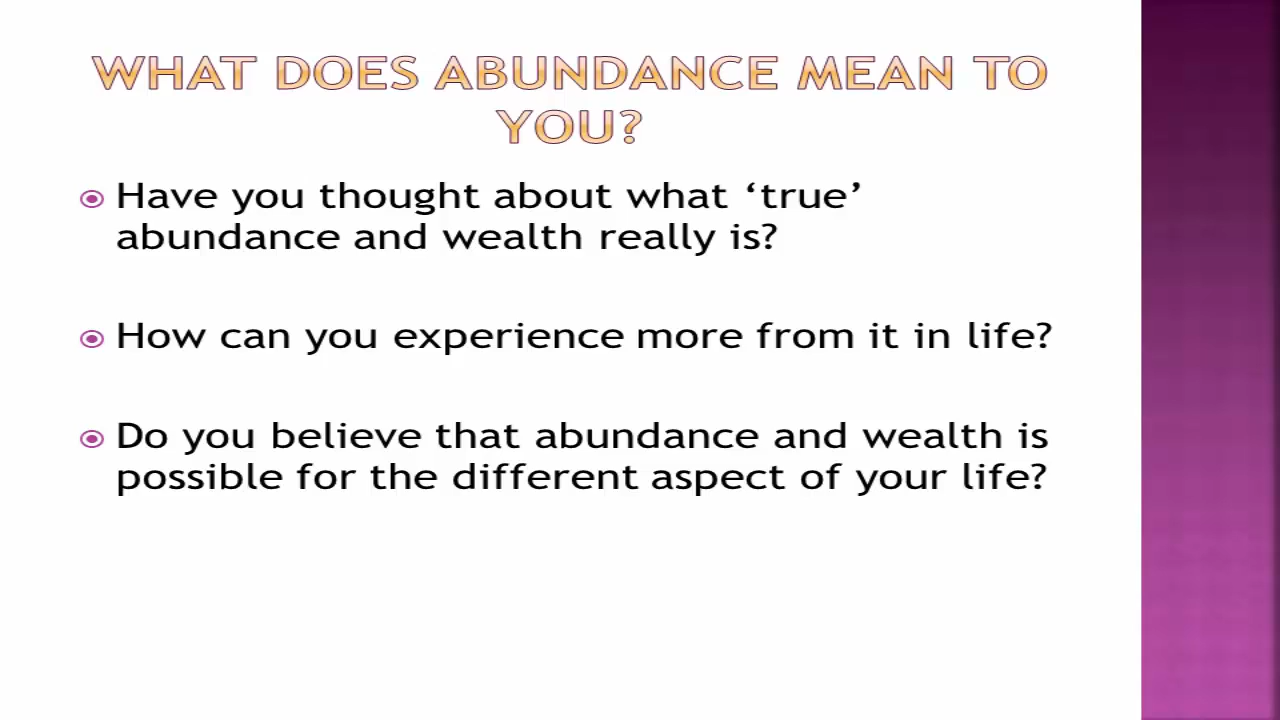 WHAT DOES ABUNDANCE MEAN TO
YOU?
Have you thought about what ‘true’
abundance and wealth really is?
How can you experience more from it in life?
Do you believe that abundance and wealth is
possible for the different aspect of your life?